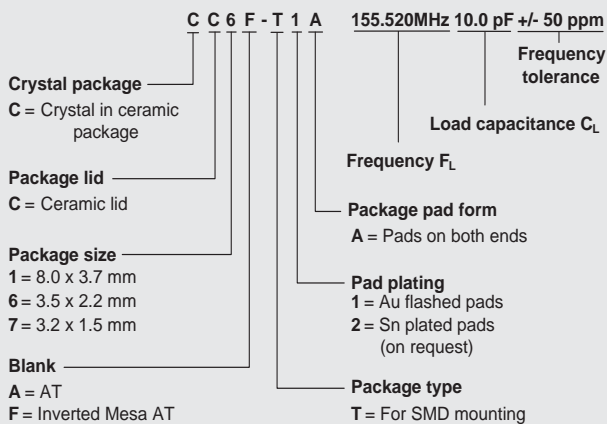 C C 6 F - T 1 A 155.520MHz 10.0 pF +/- 50 ppm
Frequency
tolerance
Load capacitance CL
Frequency FL
Crystal package
C = Crystal in ceramic
package
Package lid
C = Ceramic lid
Package size
1 = 8.0 x 3.7 mm
6 = 3.5 x 2.2 mm
7 = 3.2 x 1.5 mm
Blank
A = AT
F = Inverted Mesa AT
Package pad form
A = Pads on both ends
Pad plating
1 = Au flashed pads
2 = Sn plated pads
(on request)
Package type
T = For SMD mounting